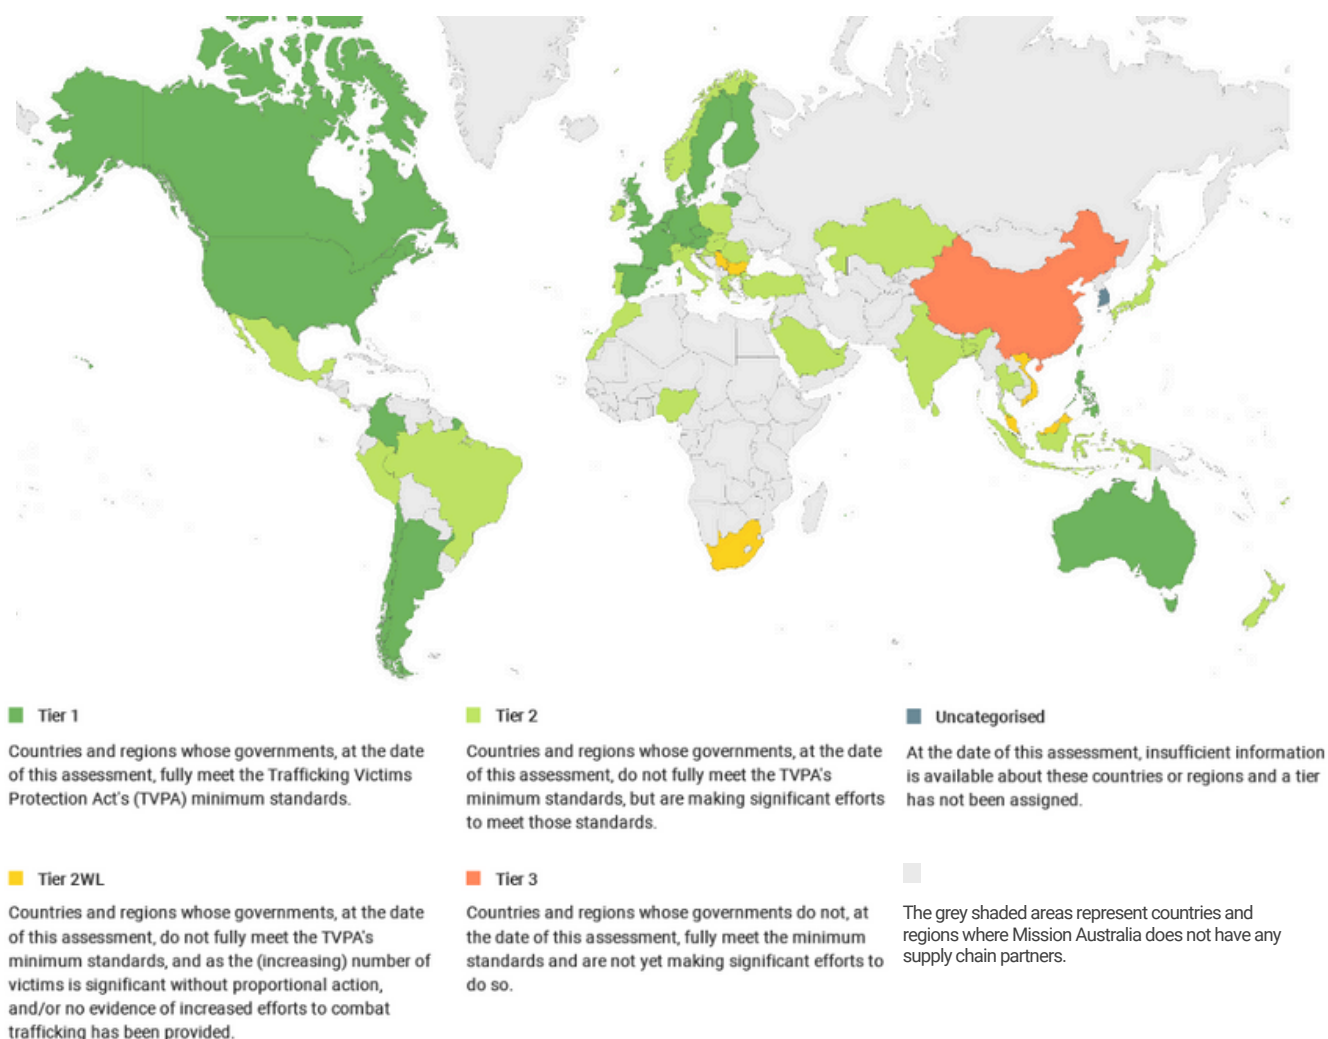 Tier 1
Countries and regions whose governments, at the date
of this assessment, fully meet the Trafficking Victims
Protection Act's (TVPA) minimum standards.
Tier 2
Countries and regions whose governments, at the date
of this assessment, do not fully meet the TVPA's
minimum standards, but are making significant efforts
to meet those standards.
Uncategorised
At the date of this assessment, insufficient information
is available about these countries or regions and a tier
has not been assigned.
Tier 2WL
Countries and regions whose governments, at the date
of this assessment, do not fully meet the TVPA's
minimum standards, and as the (increasing) number of
victims is significant without proportional action,
and/or no evidence of increased efforts to combat
trafficking has been provided.
Tier 3
Countries and regions whose governments do not, at
the date of this assessment, fully meet the minimum
standards and are not yet making significant efforts to
do so.
The grey shaded areas represent countries and
regions where Mission Australia does not have any
supply chain partners.